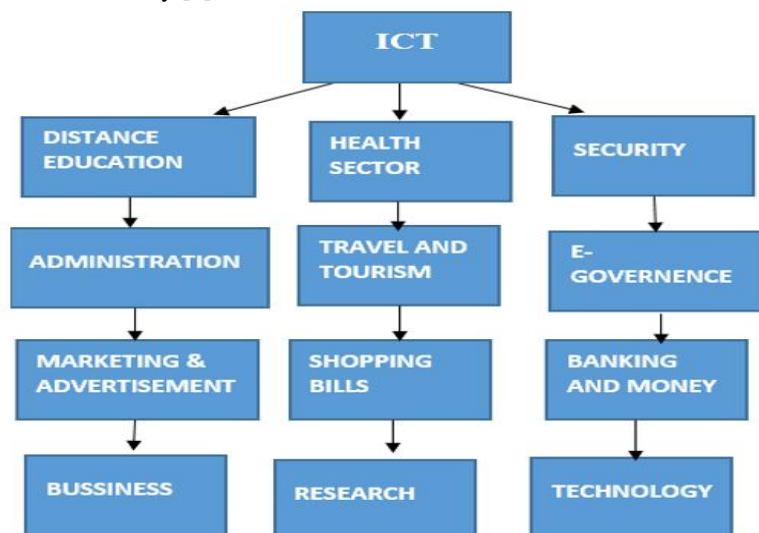 ICT
DISTANCE
EDUCATION
HEALTH
SECTOR
SECURITY
ADMINISTRATION
TRAVEL AND
TOURISM
E-
GOVERNENCE
MARKETING &
ADVERTISEMENT
SHOPPING
BILLS
BANKING
AND MONEY
BUSSINESS
RESEARCH
TECHNOLOGY